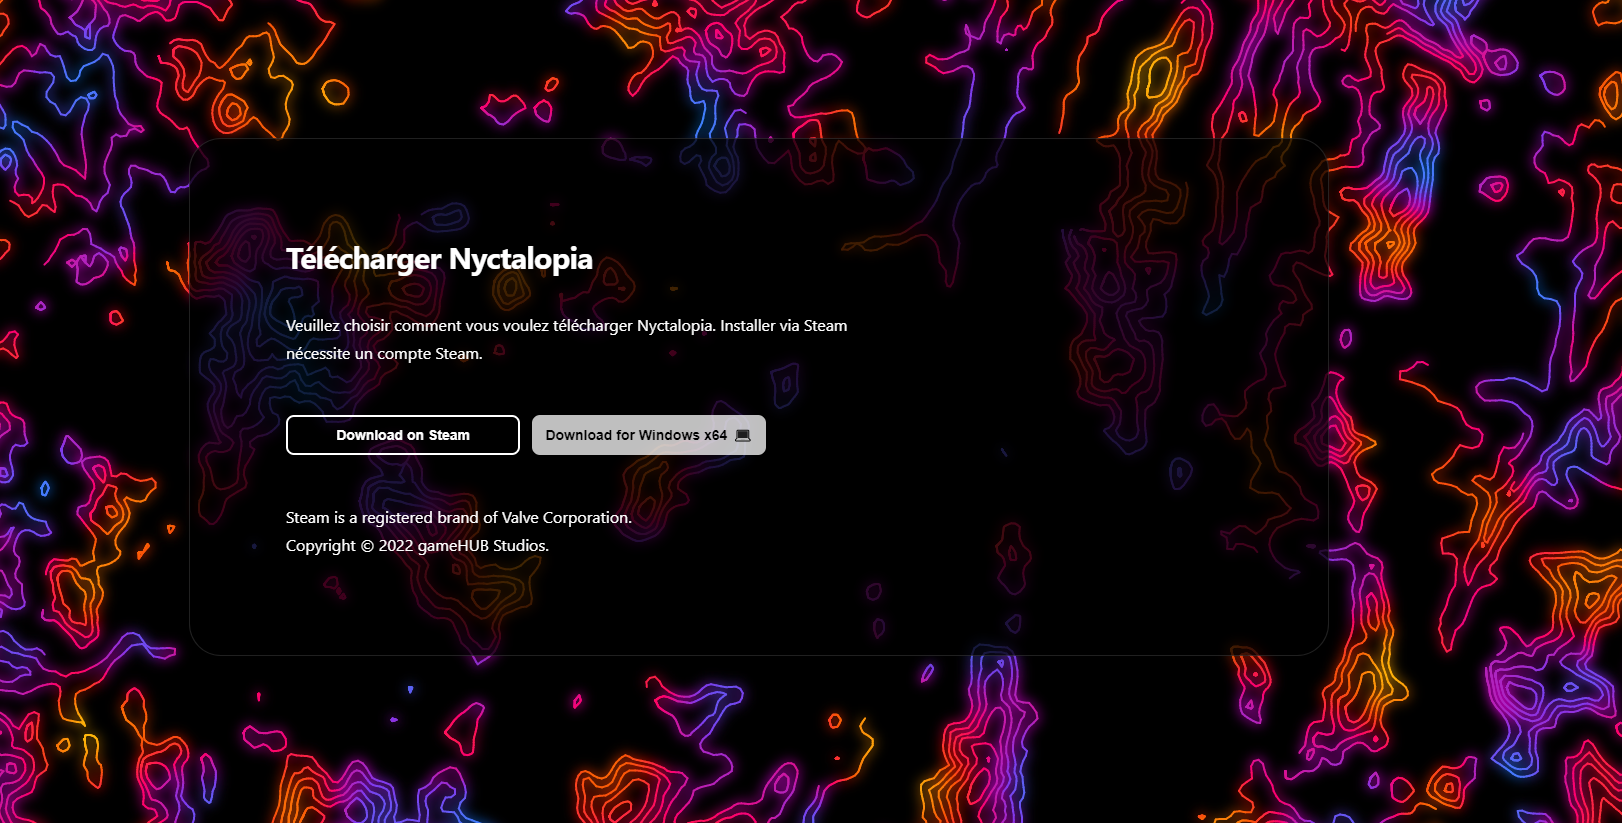 Télécharger Nyctalopia
Veuillez choisir comment vous voulez télécharger Nyctalopia. Installer via Steam
nécessite un compte Steam.
Download on Steam
Download for Windows x64 💻
Steam is a registered brand of Valve Corporation.
Copyright © 2022 gameHUB Studios.